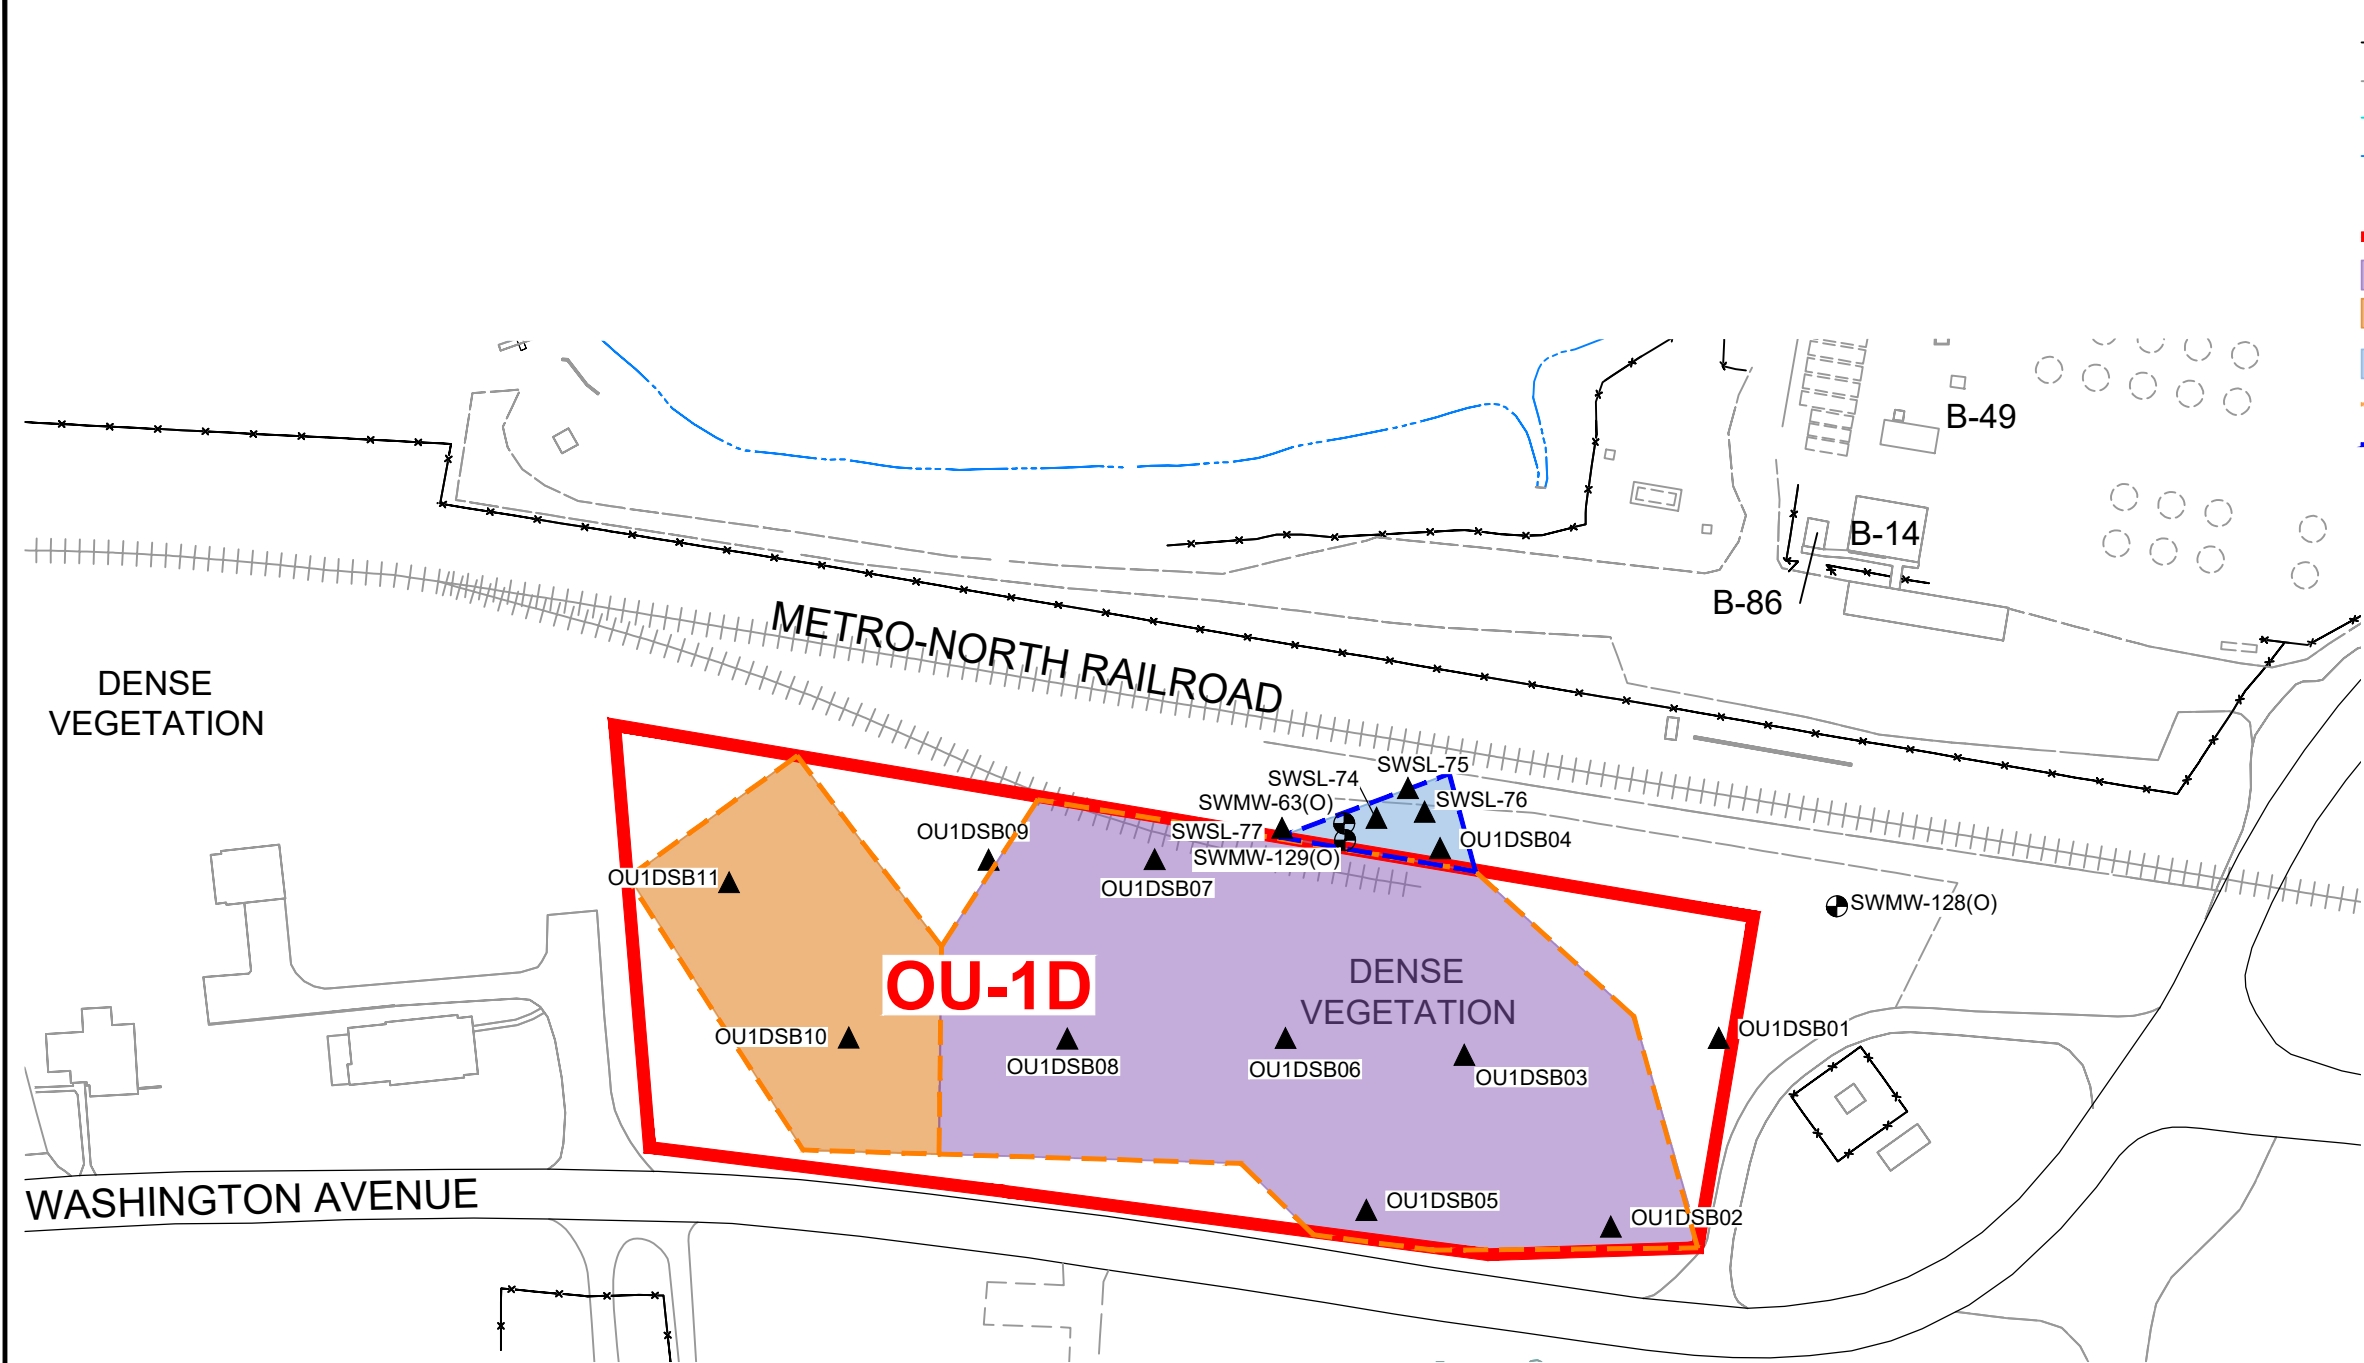 B-49
B-14
B-86
METRO-NORTH RAILROAD
DENSE
VEGETATION
SWSL-75
SWSL-74
SWMW-63(O)
SWSL-76
SWSL-77
OU1DSB09
OU1DSB04
SWMW-129(O)
OU1DSB11
OU1DSB07
SWMW-128(O)
OU-1D
DENSE
VEGETATION
OU1DSB10
OU1DSB01
OU1DSB08
OU1DSB06
OU1DSB03
WASHINGTON AVENUE
OU1DSB05
OU1DSB02